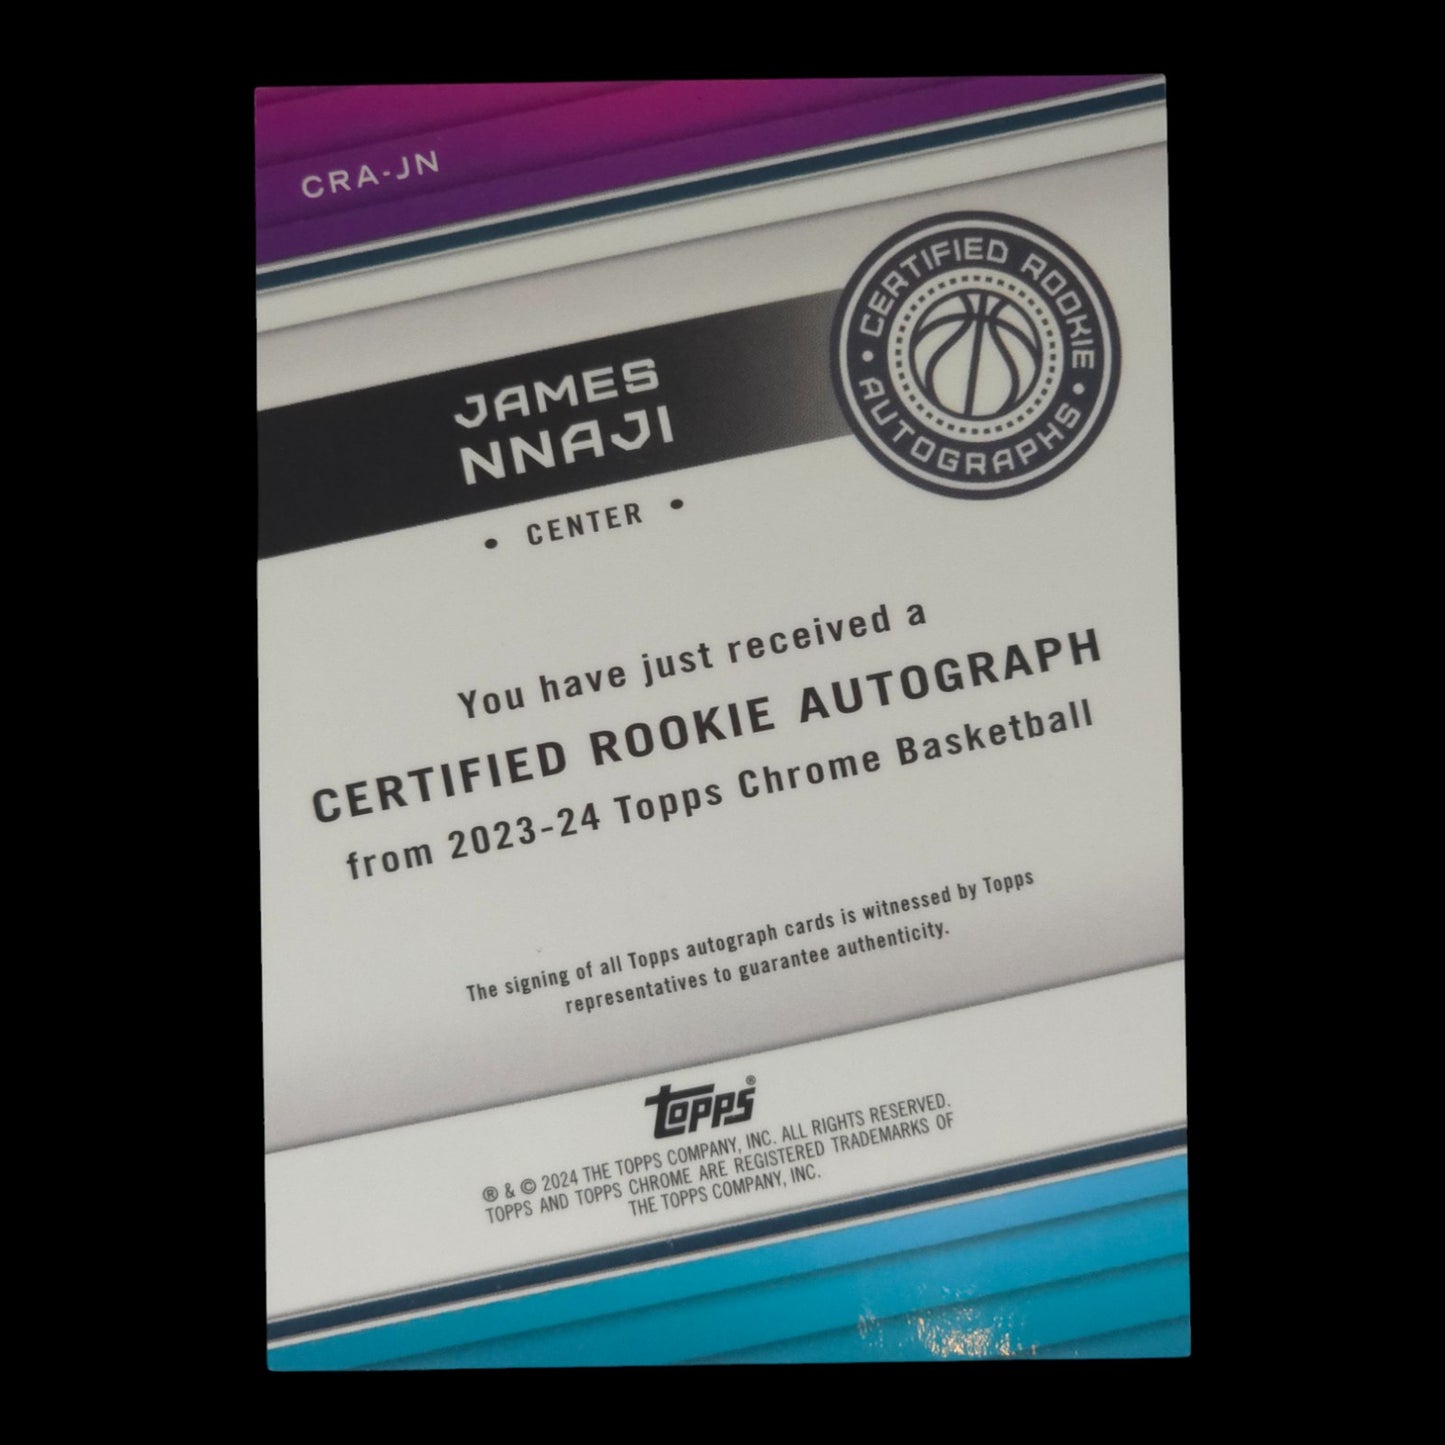 CRA-JN
CERTIFIED ROOKIE
• AUTOGRAPHS •
JAMES
NNAJI
• CENTER •
You have just received a
CERTIFIED ROOKIE AUTOGRAPH
from 2023-24 Topps Chrome Basketball
The signing of all Topps autograph cards is witnessed by Topps
representatives to guarantee authenticity.
topps®
® & © 2024 THE TOPPS COMPANY, INC. ALL RIGHTS RESERVED.
TOPPS AND TOPPS CHROME ARE REGISTERED TRADEMARKS OF
THE TOPPS COMPANY, INC.